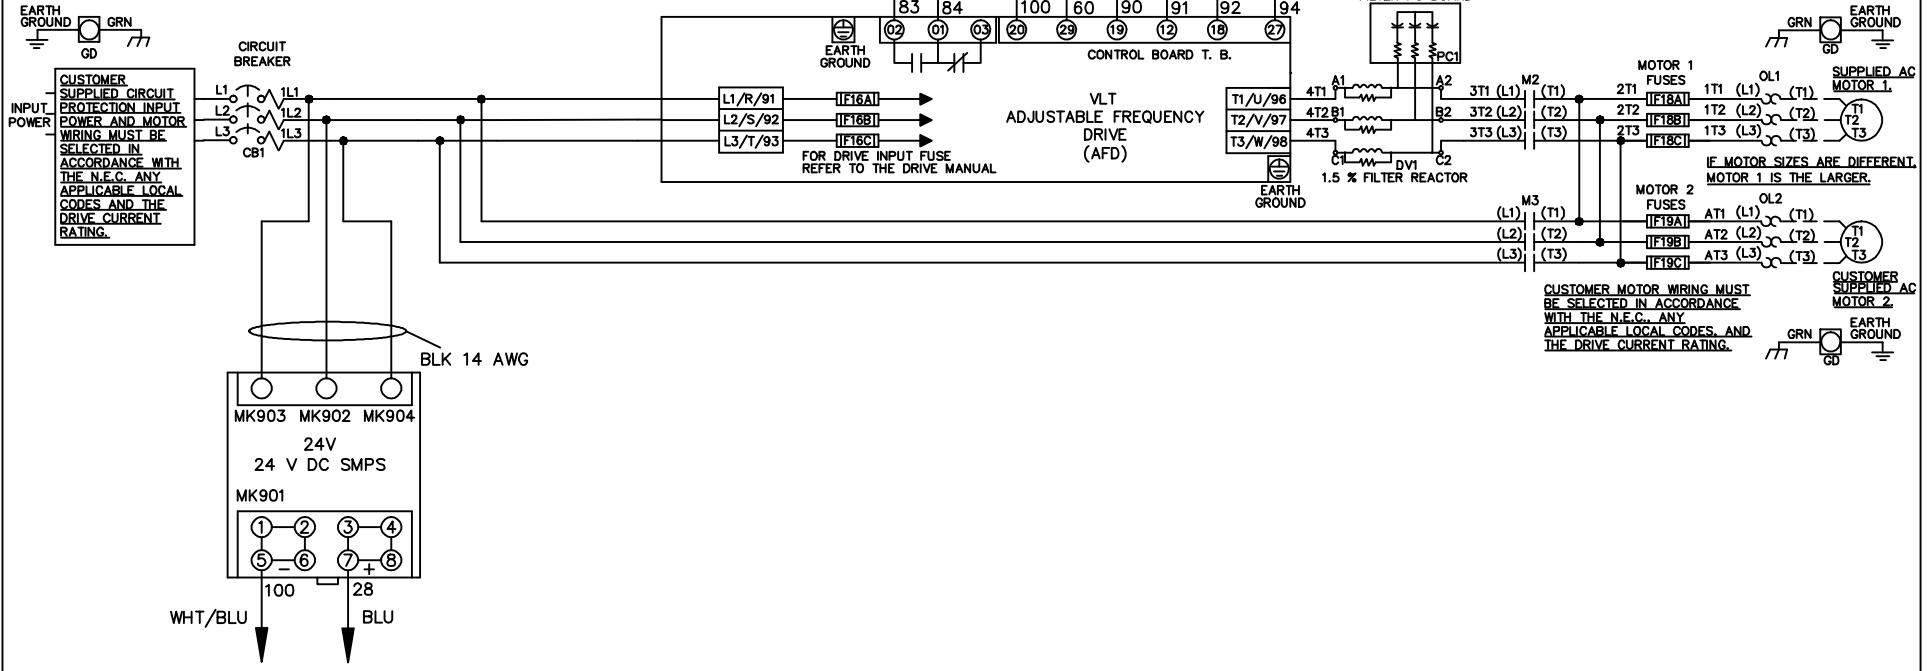 EARTH
GROUND
GRN
GD
CIRCUIT
BREAKER
INPUT
POWER
CUSTOMER
SUPPLIED CIRCUIT
PROTECTION INPUT
POWER AND MOTOR
WIRING MUST BE
SELECTED IN
ACCORDANCE WITH
THE N.E.C. ANY
APPLICABLE LOCAL
CODES AND THE
DRIVE CURRENT
RATING.
L1 1L1
L2 1L2
L3 1L3
CB1
83 84 100 60 90 91 92 94
02 01 03 20 29 19 12 18 27
EARTH
GROUND
CONTROL BOARD T. B.
L1/R/91
L2/S/92
L3/T/93
F16A
F16B
F16C
FOR DRIVE INPUT FUSE
REFER TO THE DRIVE MANUAL
VLT
ADJUSTABLE FREQUENCY
DRIVE
(AFD)
T1/U/96
T2/V/97
T3/W/98
EARTH
GROUND
PC1
4T1 A1 A2
4T2 B1 B2
4T3 C1 C2
DV1
1.5 % FILTER REACTOR
M2
3T1 (L1) (T1)
3T2 (L2) (T2)
3T3 (L3) (T3)
MOTOR 1
FUSES
2T1 F18A 1T1 (L1) (T1)
2T2 F18B 1T2 (L2) (T2)
2T3 F18C 1T3 (L3) (T3)
OL1
T1
T2
T3
GRN
EARTH
GROUND
GD
SUPPLIED AC
MOTOR 1.
IF MOTOR SIZES ARE DIFFERENT,
MOTOR 1 IS THE LARGER.
M3
(L1) (T1)
(L2) (T2)
(L3) (T3)
MOTOR 2
FUSES
F19A AT1 (L1) (T1)
F19B AT2 (L2) (T2)
F19C AT3 (L3) (T3)
OL2
T1
T2
T3
CUSTOMER
SUPPLIED AC
MOTOR 2.
CUSTOMER MOTOR WIRING MUST
BE SELECTED IN ACCORDANCE
WITH THE N.E.C., ANY
APPLICABLE LOCAL CODES, AND
THE DRIVE CURRENT RATING.
GRN
EARTH
GROUND
GD
BLK 14 AWG
MK903 MK902 MK904
24V
24 V DC SMPS
MK901
1 2 3 4
5 6 7 8
− +
100 28
WHT/BLU BLU